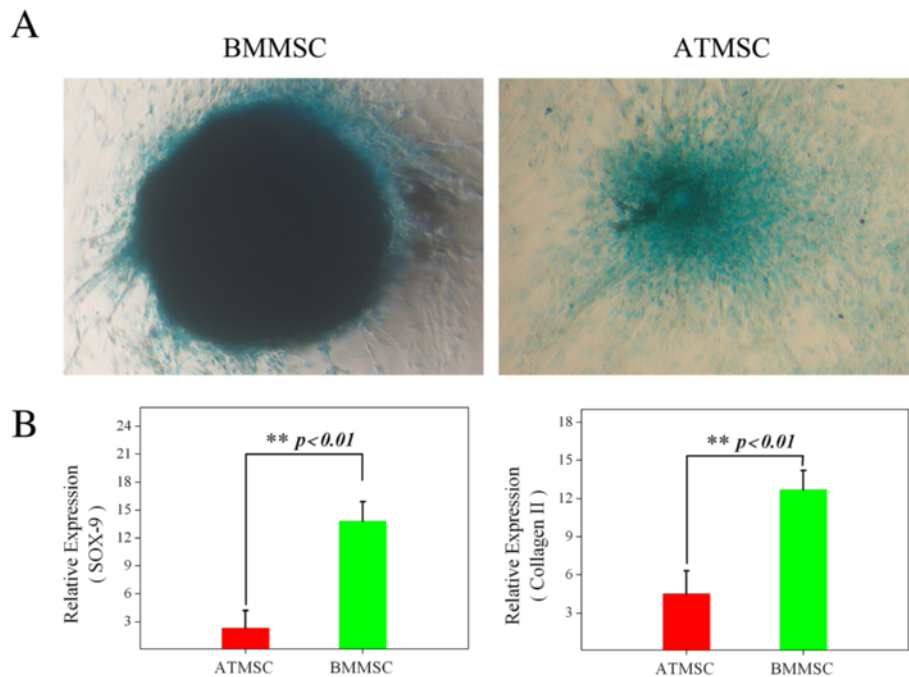 A
BMMSC
ATMSC
B
Relative Expression
( SOX-9 )
24
21
18
15
12
9
6
3
** p<0.01
ATMSC
BMMSC
Relative Expression
( Collagen II )
18
15
12
6
3
** p<0.01
ATMSC
BMMSC